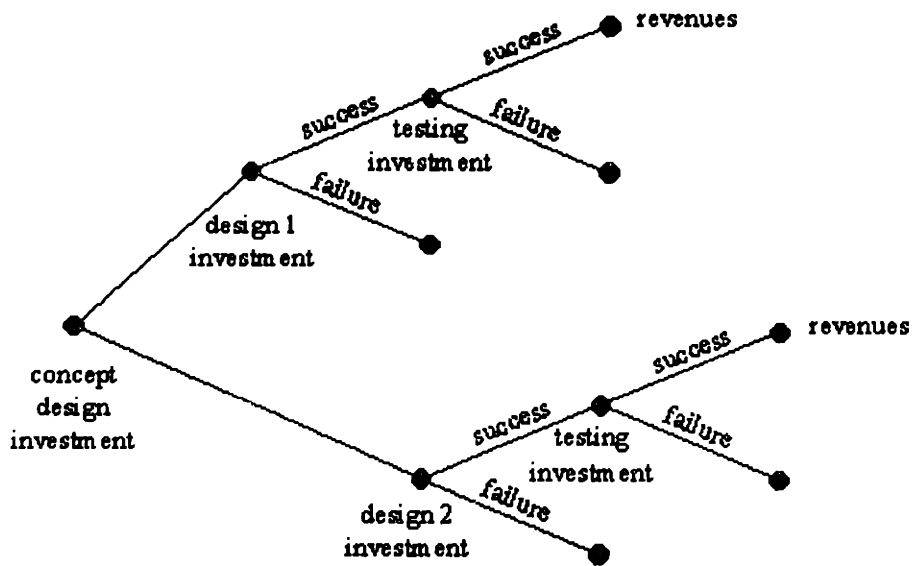 revenues
success
success
failure
testing
investment
failure
design 1
investment
revenues
success
concept
design
investment
success
failure
testing
investment
failure
design 2
investment